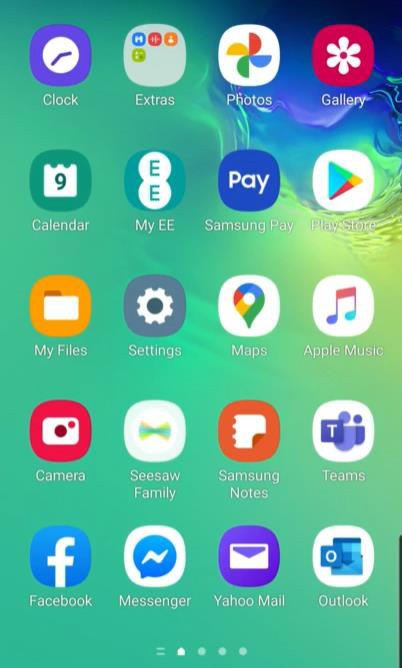 Clock Extras Photos Gallery
9 EE Pay
Calendar My EE Samsung Pay Play Store
My Files Settings Maps Apple Music
T
Camera Seesaw Family Samsung Notes Teams
f O
Facebook Messenger Yahoo Mail Outlook